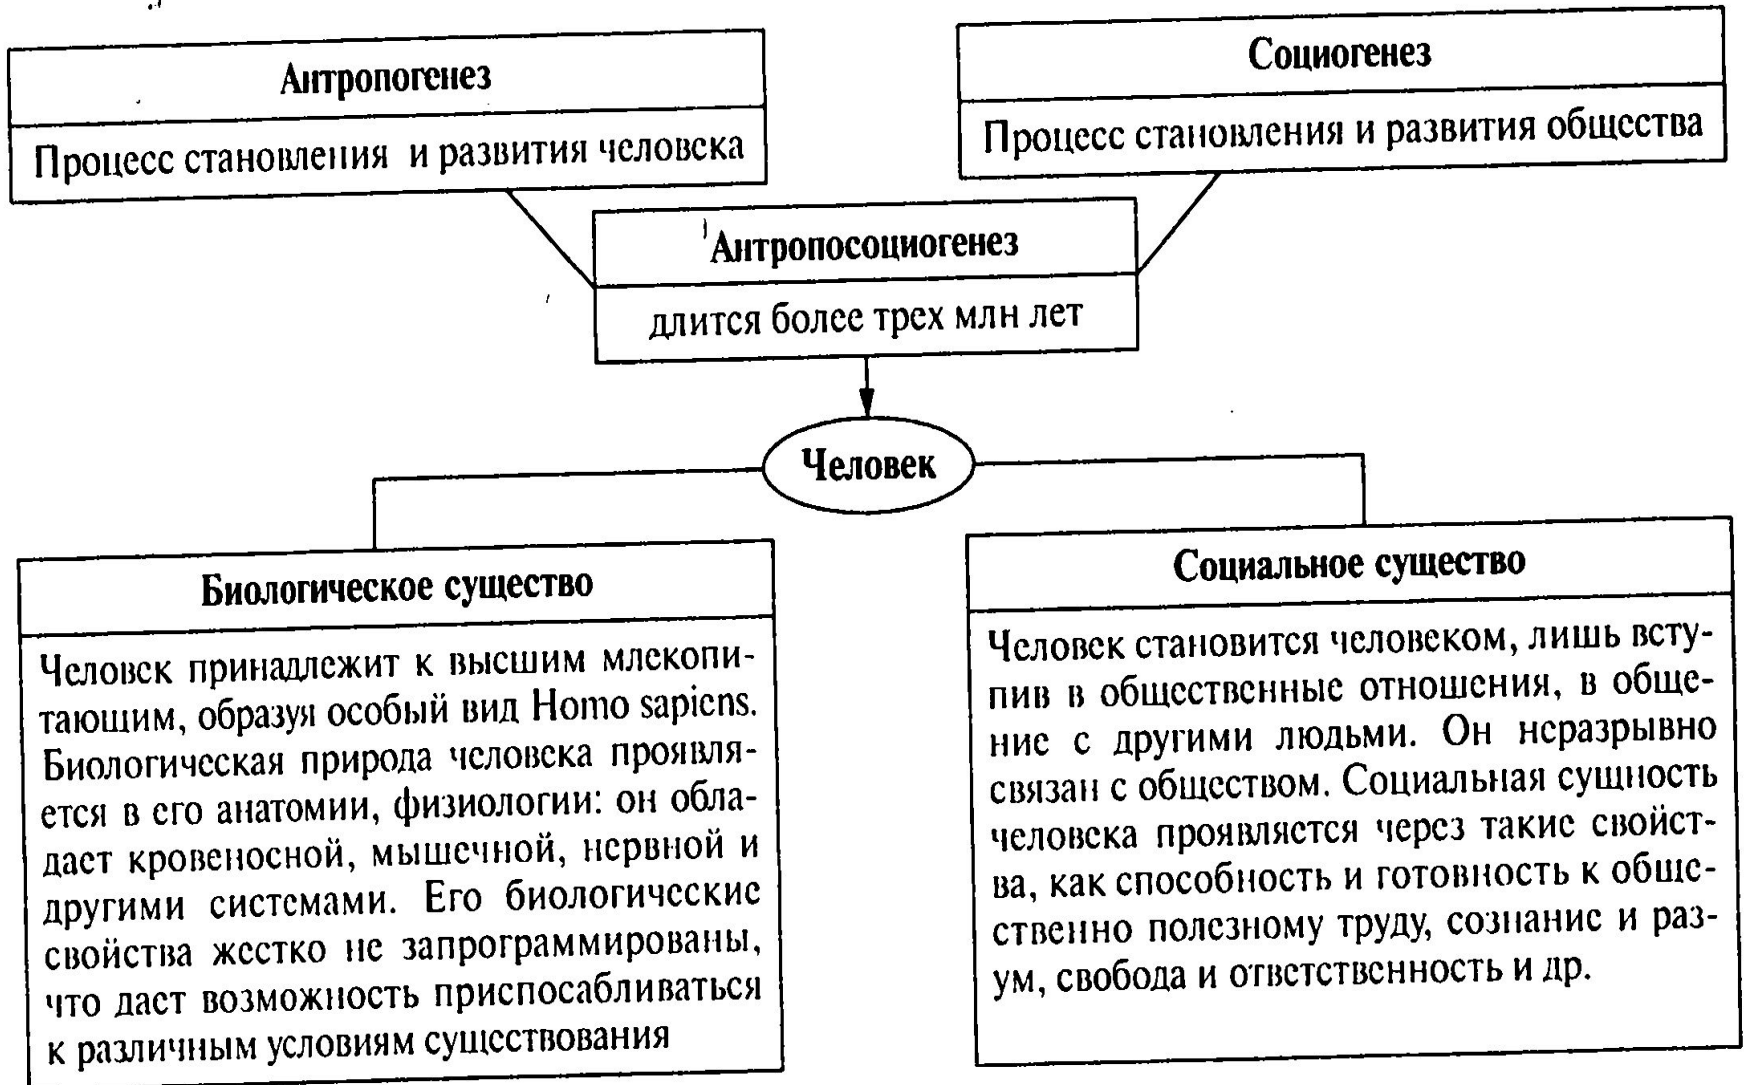 Антропогенез
Процесс становления и развития человека
Социогенез
Процесс становления и развития общества
Антропосоциогенез
длится более трех млн лет
Человек
Биологическое существо
Человек принадлежит к высшим млекопи-
тающим, образуя особый вид Homo sapiens.
Биологическая природа человека проявля-
ется в его анатомии, физиологии: он обла-
дает кровеносной, мышечной, нервной и
другими системами. Его биологические
свойства жестко не запрограммированы,
что дает возможность приспосабливаться
к различным условиям существования
Социальное существо
Человек становится человеком, лишь всту-
пив в общественные отношения, в обще-
ние с другими людьми. Он неразрывно
связан с обществом. Социальная сущность
человека проявляется через такие свойст-
ва, как способность и готовность к обще-
ственно полезному труду, сознание и раз-
ум, свобода и ответственность и др.